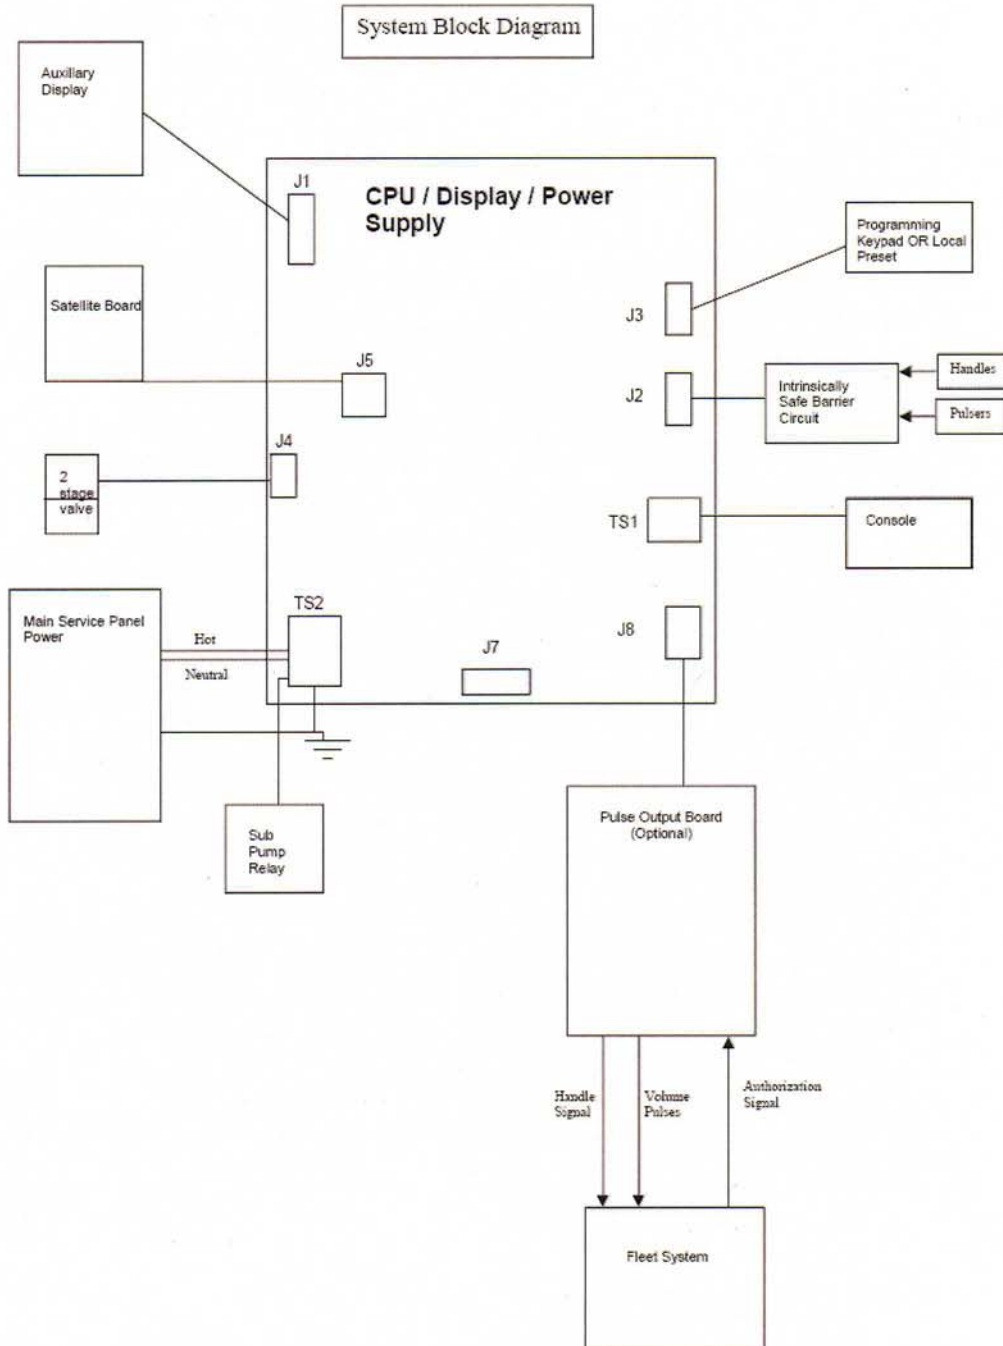 System Block Diagram
Auxillary
Display
J1
CPU / Display / Power
Supply
Programming
Keypad OR Local
Preset
Satellite Board
J3
J5
J2
Intrinsically
Safe Barrier
Circuit
Handles
Pulsers
J4
2
stage
valve
TS1
Console
Main Service Panel
Power
Hot
Neutral
TS2
J8
J7
Sub
Pump
Relay
Pulse Output Board
(Optional)
Handle
Signal
Volume
Pulses
Authorization
Signal
Fleet System